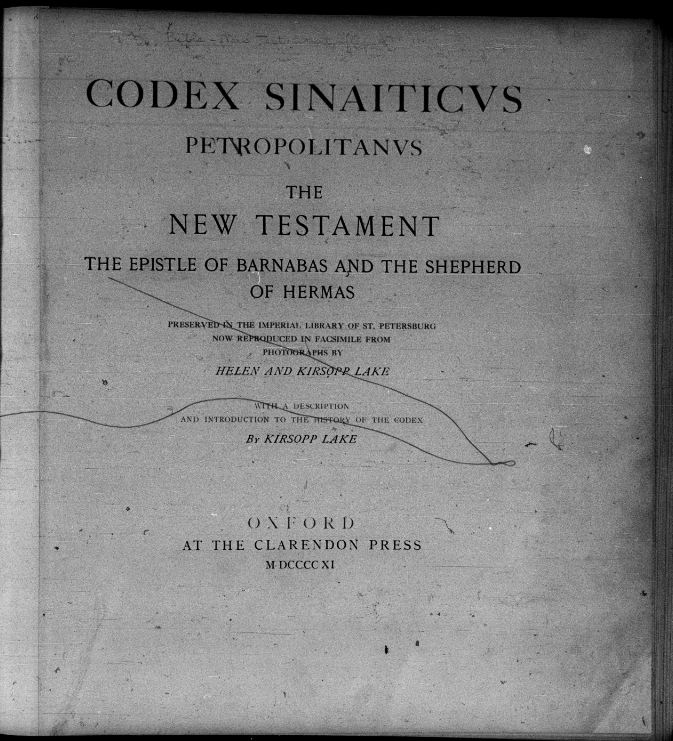 CODEX SINAITICVS
PETROPOLITANVS
THE
NEW TESTAMENT
THE EPISTLE OF BARNABAS AND THE SHEPHERD
OF HERMAS
PRESERVED IN THE IMPERIAL LIBRARY OF ST. PETERSBURG
NOW REPRODUCED IN FACSIMILE FROM
PHOTOGRAPHS BY
HELEN AND KIRSOPP LAKE
WITH A DESCRIPTION
AND INTRODUCTION TO THE HISTORY OF THE CODEX
By KIRSOPP LAKE
OXFORD
AT THE CLARENDON PRESS
MDCCCCXI